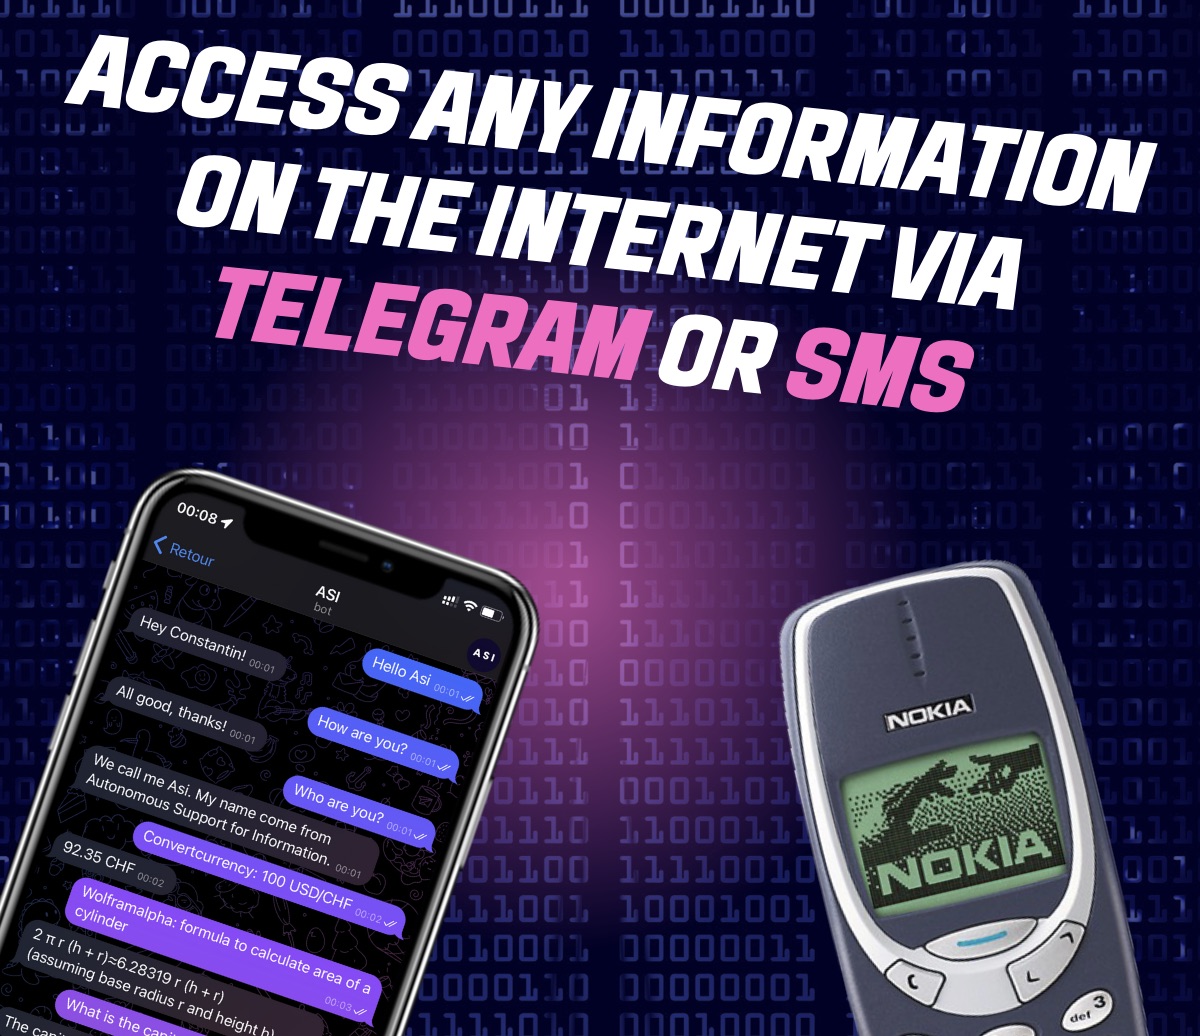 ACCESS ANY INFORMATION
ON THE INTERNET VIA
TELEGRAM OR SMS
00:08
Retour
ASI
bot
ASI
Hello Asi 00:01
Hey Constantin! 00:01
How are you? 00:01
All good, thanks! 00:01
Who are you? 00:01
We call me Asi. My name come from
Autonomous Support for Information. 00:01
Convertcurrency: 100 USD/CHF 00:02
92.35 CHF 00:02
Wolframalpha: formula to calculate area of a
cylinder 00:03
2 π r (h + r)≈6.28319 r (h + r)
(assuming base radius r and height h)
What is the
The
NOKIA
NOKIA
def 3